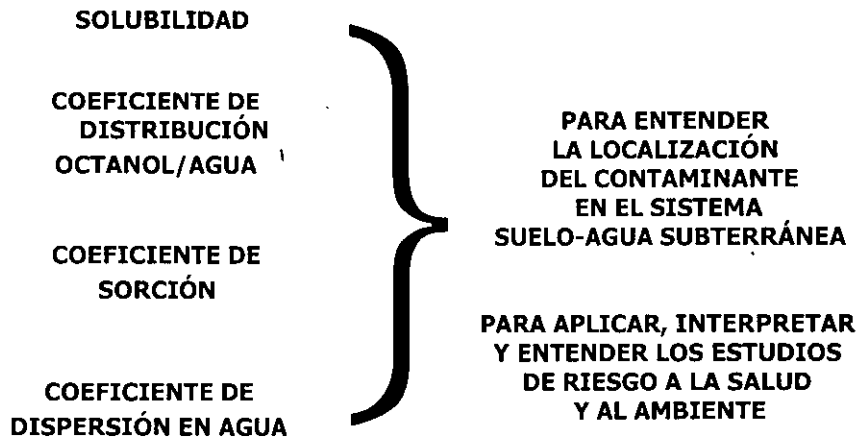 SOLUBILIDAD
COEFICIENTE DE
DISTRIBUCIÓN
OCTANOL/AGUA
COEFICIENTE DE
SORCIÓN
COEFICIENTE DE
DISPERSIÓN EN AGUA
PARA ENTENDER
LA LOCALIZACIÓN
DEL CONTAMINANTE
EN EL SISTEMA
SUELO-AGUA SUBTERRÁNEA
PARA APLICAR, INTERPRETAR
Y ENTENDER LOS ESTUDIOS
DE RIESGO A LA SALUD
Y AL AMBIENTE